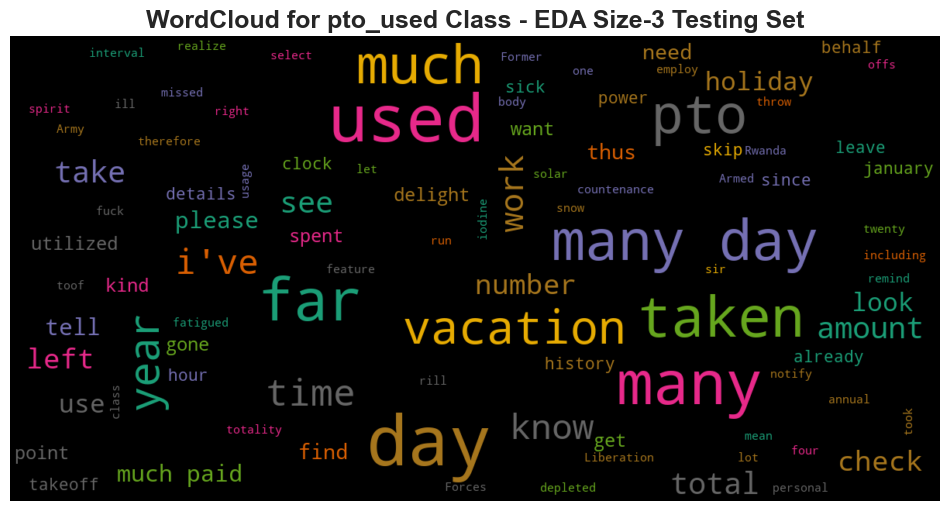 WordCloud for pto_used Class - EDA Size-3 Testing Set
interval
realize
select
much
Former
need
behalf
offs
one
employ
holiday
spirit
ill
missed
right
used
body
sick
power
pto
throw
Army
therefore
want
thus
skip
Rwanda
leave
january
take
details
usage
clock
let
delight
work
solar
countenance
Armed
since
fuck
please
see
iodine
snow
utilized
spent
run
many day
twenty
including
i've
feature
sir
toof
kind
far
number
remind
look
tell
fatigued
vacation
taken
amount
left
year
gone
hour
history
already
many
notify
use
class
time
rill
annual
took
totality
day
know
get
mean
four
point
find
Liberation
lot
check
takeoff
much paid
Forces
depleted
total
personal